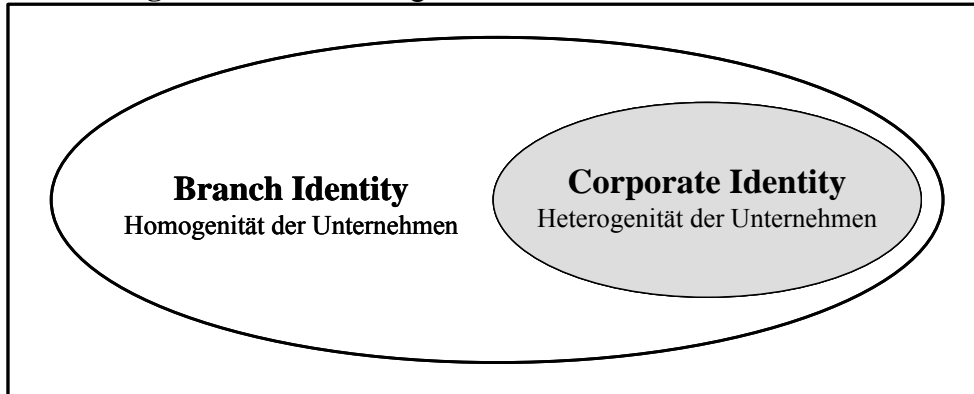 Branch Identity
Homogenität der Unternehmen
Corporate Identity
Heterogenität der Unternehmen